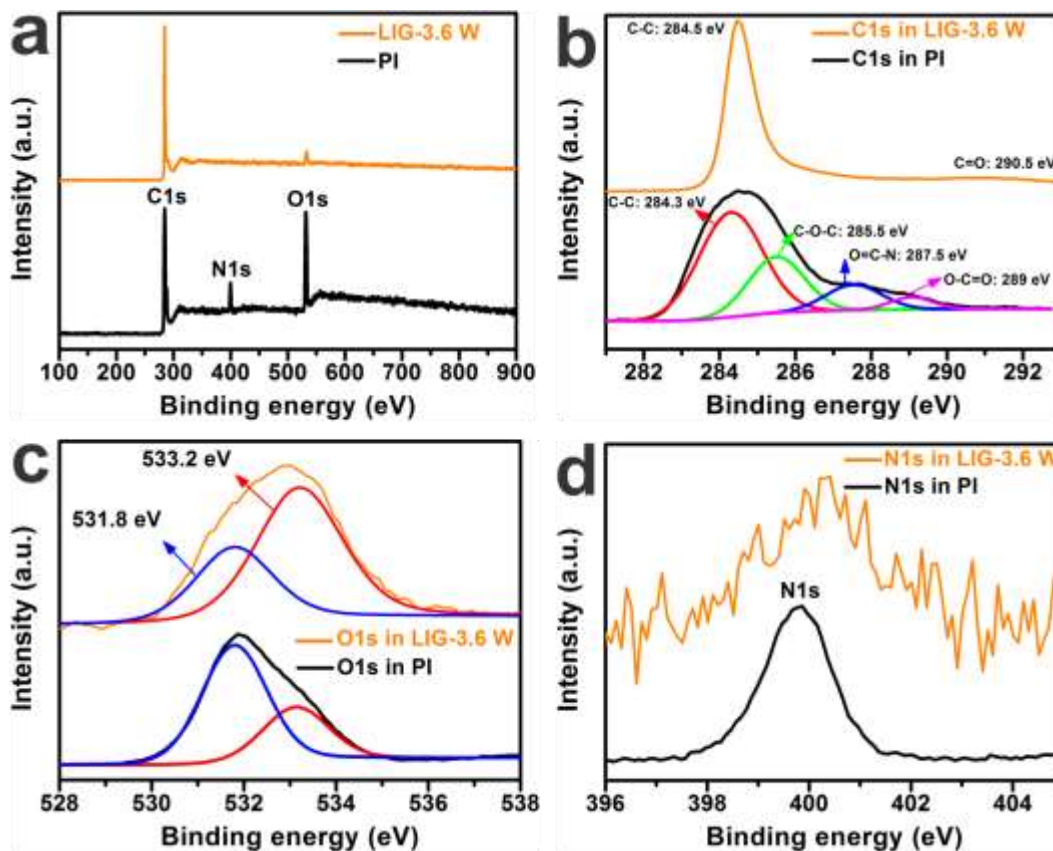 a
LIG-3.6 W
PI
C1s
N1s
O1s
Intensity (a.u.)
100 200 300 400 500 600 700 800 900
Binding energy (eV)
b
C-C: 284.5 eV
C1s in LIG-3.6 W
C1s in PI
C=O: 290.5 eV
C-C: 284.3 eV
C-O-C: 285.5 eV
O=C-N: 287.5 eV
O-C=O: 289 eV
Intensity (a.u.)
282 284 286 288 290 292
Binding energy (eV)
c
533.2 eV
531.8 eV
O1s in LIG-3.6 W
O1s in PI
Intensity (a.u.)
528 530 532 534 536 538
Binding energy (eV)
d
N1s in LIG-3.6 W
N1s in PI
N1s
Intensity (a.u.)
396 398 400 402 404
Binding energy (eV)